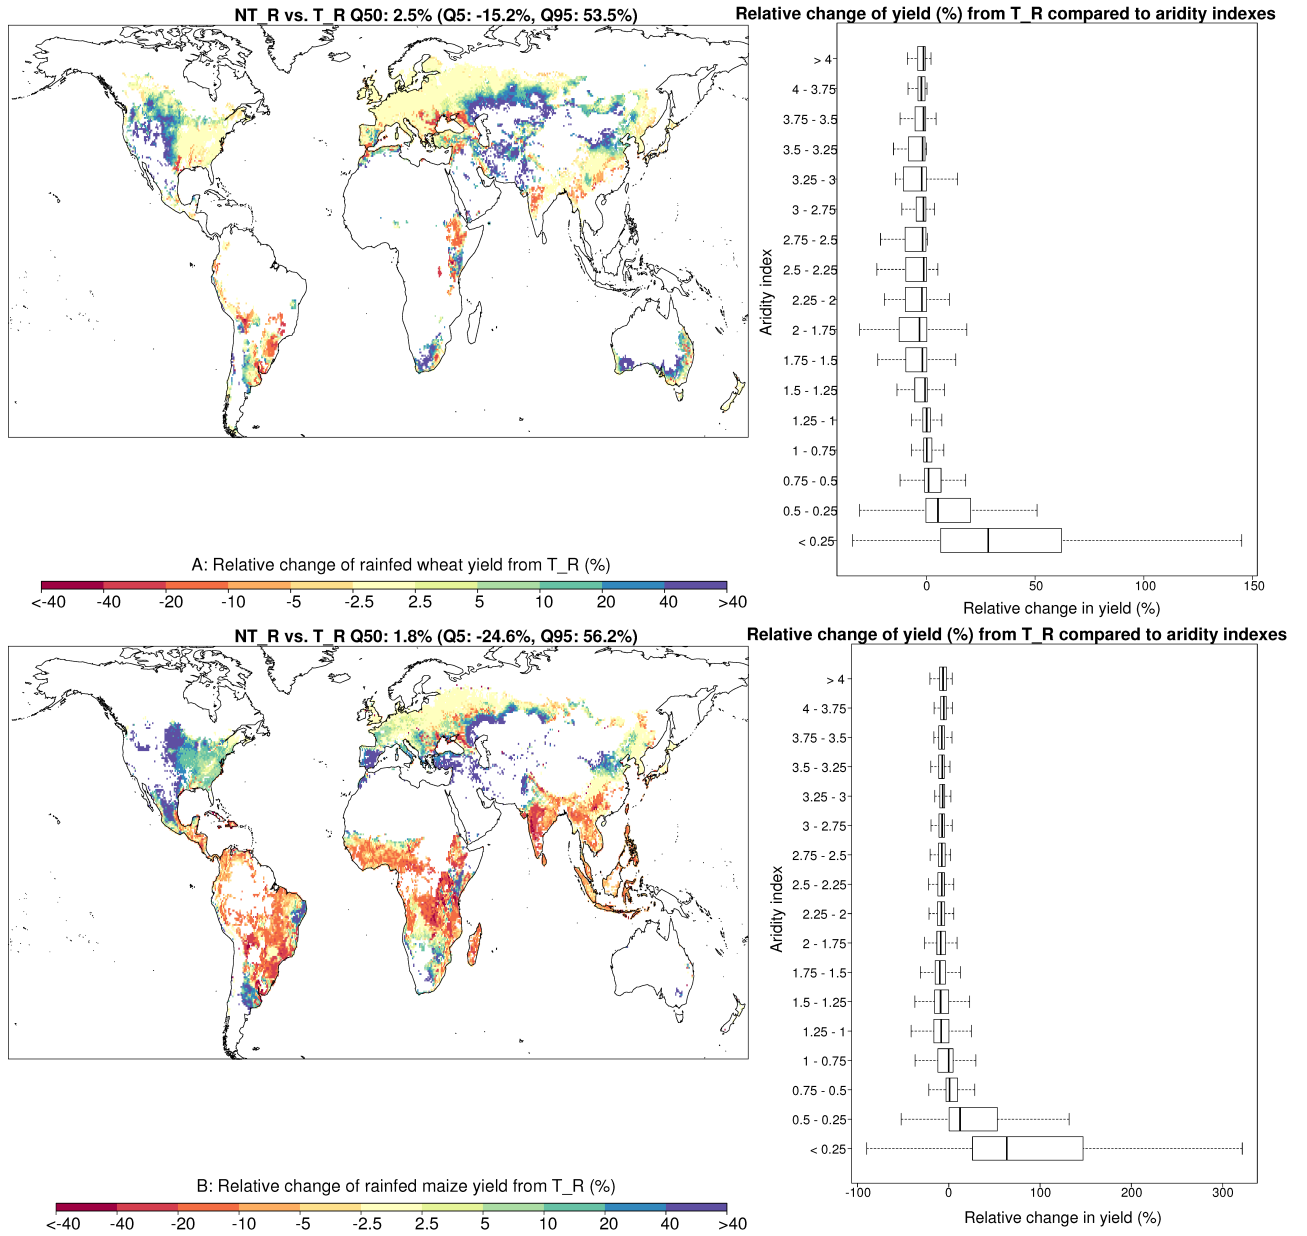 NT_R vs. T_R Q50: 2.5% (Q5: -15.2%, Q95: 53.5%)
Relative change of yield (%) from T_R compared to aridity indexes
Aridity index
> 4
4 - 3.75
3.75 - 3.5
3.5 - 3.25
3.25 - 3
3 - 2.75
2.75 - 2.5
2.5 - 2.25
2.25 - 2
2 - 1.75
1.75 - 1.5
1.5 - 1.25
1.25 - 1
1 - 0.75
0.75 - 0.5
0.5 - 0.25
< 0.25
0 50 100 150
Relative change in yield (%)
A: Relative change of rainfed wheat yield from T_R (%)
<-40 -40 -20 -10 -5 -2.5 2.5 5 10 20 40 >40
NT_R vs. T_R Q50: 1.8% (Q5: -24.6%, Q95: 56.2%)
Relative change of yield (%) from T_R compared to aridity indexes
Aridity index
> 4
4 - 3.75
3.75 - 3.5
3.5 - 3.25
3.25 - 3
3 - 2.75
2.75 - 2.5
2.5 - 2.25
2.25 - 2
2 - 1.75
1.75 - 1.5
1.5 - 1.25
1.25 - 1
1 - 0.75
0.75 - 0.5
0.5 - 0.25
< 0.25
-100 0 100 200 300
Relative change in yield (%)
B: Relative change of rainfed maize yield from T_R (%)
<-40 -40 -20 -10 -5 -2.5 2.5 5 10 20 40 >40